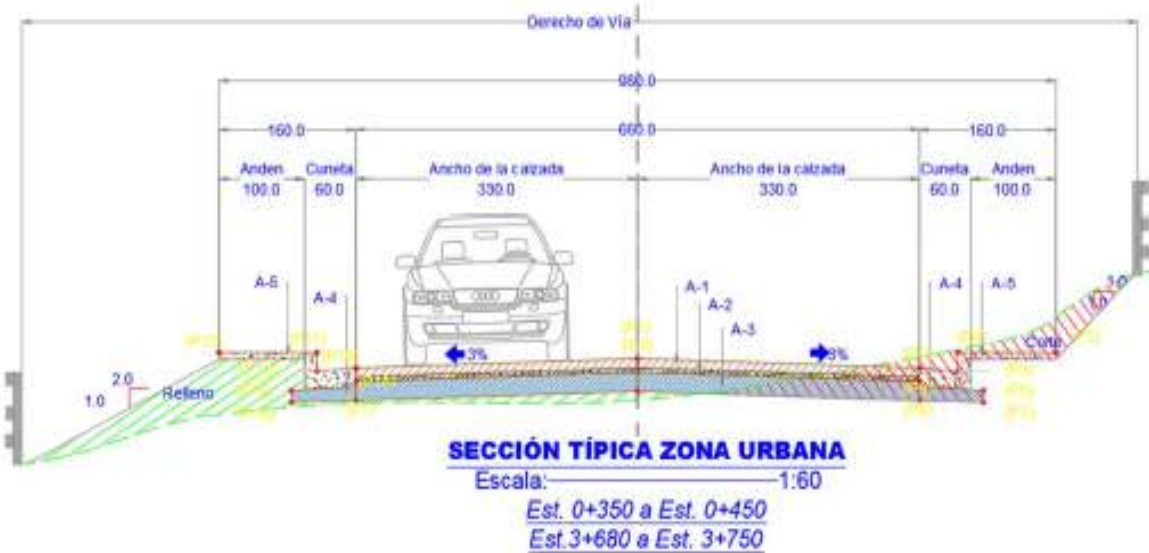 Derecho de Vía
980.0
160.0 660.0 160.0
Anden Cuneta Ancho de la calzada Ancho de la calzada Cuneta Anden
100.0 60.0 330.0 330.0 60.0 100.0
A-5 A-4 A-1 A-2 A-3 A-4 A-5
3% 3%
Corte
2.0
1.0
Relleno
SECCIÓN TÍPICA ZONA URBANA
Escala: 1:60
Est. 0+350 a Est. 0+450
Est.3+680 a Est. 3+750